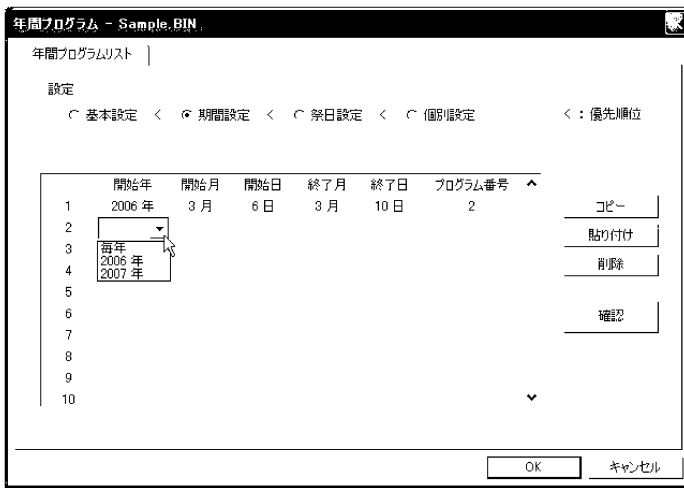 年間プログラム - Sample.BIN
年間プログラムリスト
設定
基本設定 < 期間設定 < 祭日設定 < 個別設定 < : 優先順位
開始年 開始月 開始日 終了月 終了日 プログラム番号
1 2006 年 3 月 6 日 3 月 10 日 2
コピー
2
貼り付け
3 毎年
2006 年
削除
4 2007 年
5
6
確認
7
8
9
10
OK キャンセル